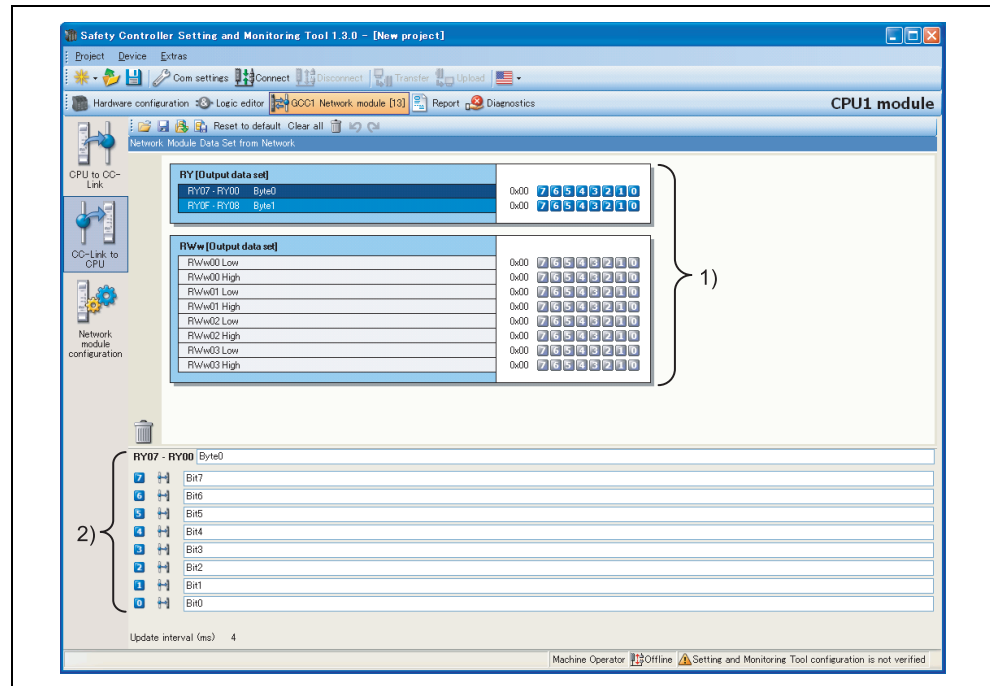 Safety Controller Setting and Monitoring Tool 1.3.0 - [New project]
Project Device Extras
Com settings Connect Disconnect Transfer Upload
Hardware configuration Logic editor GCC1 Network module [13] Report Diagnostics CPU1 module
Reset to default Clear all
Network Module Data Set from Network
CPU to CC-
Link
CC-Link to
CPU
Network
module
configuration
RY [Output data set]
RY07 - RY00 Byte0 0x00 7 6 5 4 3 2 1 0
RY0F - RY08 Byte1 0x00 7 6 5 4 3 2 1 0
RWw [Output data set]
RWw00 Low 0x00 7 6 5 4 3 2 1 0
RWw00 High 0x00 7 6 5 4 3 2 1 0
RWw01 Low 0x00 7 6 5 4 3 2 1 0
RWw01 High 0x00 7 6 5 4 3 2 1 0
RWw02 Low 0x00 7 6 5 4 3 2 1 0
RWw02 High 0x00 7 6 5 4 3 2 1 0
RWw03 Low 0x00 7 6 5 4 3 2 1 0
RWw03 High 0x00 7 6 5 4 3 2 1 0
1)
RY07 - RY00 Byte0
7 Bit7
6 Bit6
5 Bit5
4 Bit4
3 Bit3
2 Bit2
1 Bit1
0 Bit0
2)
Update interval (ms) 4
Machine Operator Offline Setting and Monitoring Tool configuration is not verified